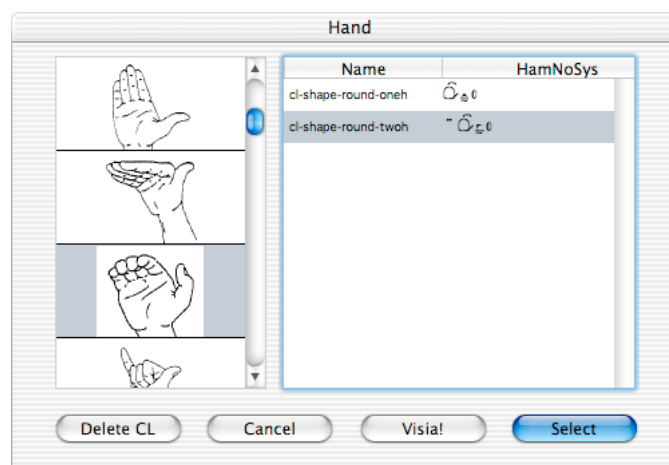 Hand
Name HamNoSys
cl-shape-round-oneh
cl-shape-round-twoh
Delete CL Cancel Visia! Select